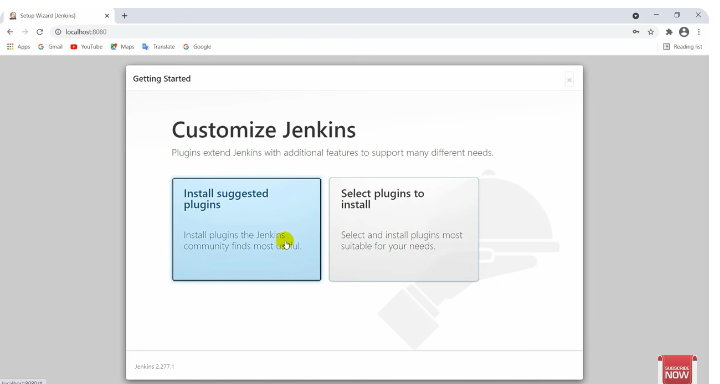 Setup Wizard [Jenkins]
localhost:8080
Apps
Gmail
YouTube
Maps
Translate
Google
Reading list
Getting Started
Customize Jenkins
Plugins extend Jenkins with additional features to support many different needs.
Install suggested
plugins
Install plugins the Jenkins
community finds most useful.
Select plugins to
install
Select and install plugins most
suitable for your needs.
Jenkins 2.277.1
localhost:8080/#
SUBSCRIBE
NOW